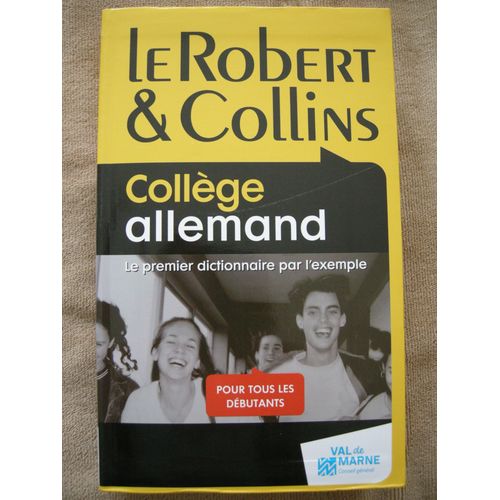 LE ROBERT
& COLLINS
Collège
allemand
Le premier dictionnaire par l'exemple
POUR TOUS LES
DÉBUTANTS
VAL de
MARNE
Conseil général